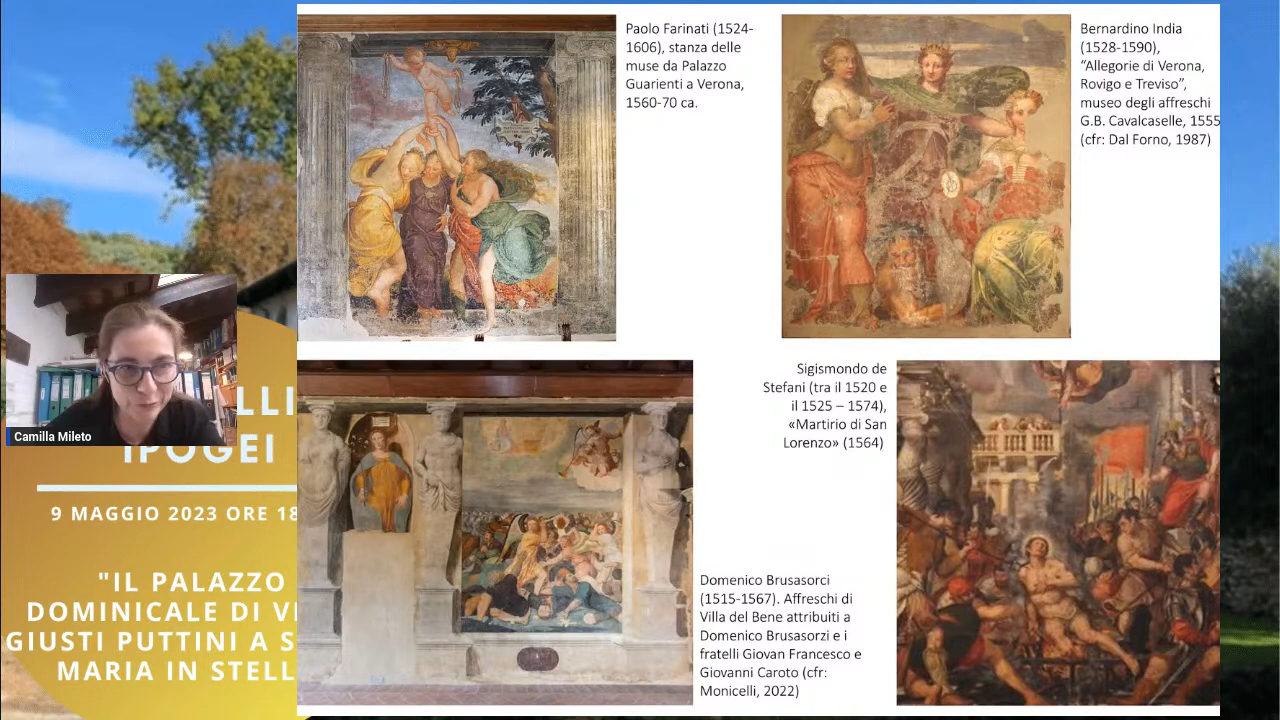 Paolo Farinati (1524-
1606), stanza delle
muse da Palazzo
Guarienti a Verona,
1560-70 ca.
Bernardino India
(1528-1590),
“Allegorie di Verona,
Rovigo e Treviso”,
museo degli affreschi
G.B. Cavalcaselle, 1555
(cfr: Dal Forno, 1987)
Sigismondo de
Stefani (tra il 1520 e
il 1525 – 1574),
«Martirio di San
Lorenzo» (1564)
Domenico Brusasorci
(1515-1567). Affreschi di
Villa del Bene attribuiti a
Domenico Brusasorzi e i
fratelli Giovan Francesco e
Giovanni Caroto (cfr:
Monicelli, 2022)
Camilla Mileto
LLI
IPOGEI
9 MAGGIO 2023 ORE 18
"IL PALAZZO
DOMINICALE DI VI
GIUSTI PUTTINI A S
MARIA IN STELL